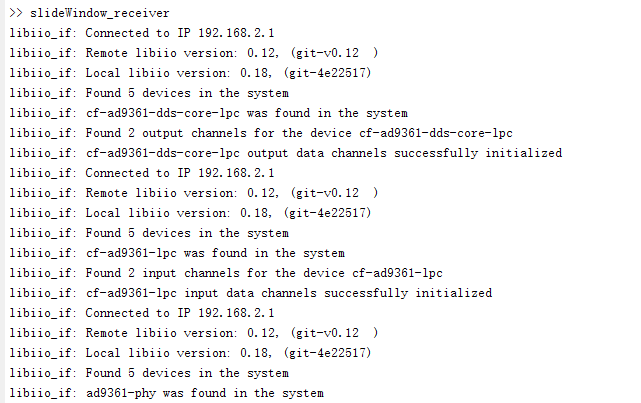 >> slideWindow_receiver
libiio_if: Connected to IP 192.168.2.1
libiio_if: Remote libiio version: 0.12, (git-v0.12  )
libiio_if: Local libiio version: 0.18, (git-4e22517)
libiio_if: Found 5 devices in the system
libiio_if: cf-ad9361-dds-core-lpc was found in the system
libiio_if: Found 2 output channels for the device cf-ad9361-dds-core-lpc
libiio_if: cf-ad9361-dds-core-lpc output data channels successfully initialized
libiio_if: Connected to IP 192.168.2.1
libiio_if: Remote libiio version: 0.12, (git-v0.12  )
libiio_if: Local libiio version: 0.18, (git-4e22517)
libiio_if: Found 5 devices in the system
libiio_if: cf-ad9361-lpc was found in the system
libiio_if: Found 2 input channels for the device cf-ad9361-lpc
libiio_if: cf-ad9361-lpc input data channels successfully initialized
libiio_if: Connected to IP 192.168.2.1
libiio_if: Remote libiio version: 0.12, (git-v0.12  )
libiio_if: Local libiio version: 0.18, (git-4e22517)
libiio_if: Found 5 devices in the system
libiio_if: ad9361-phy was found in the system